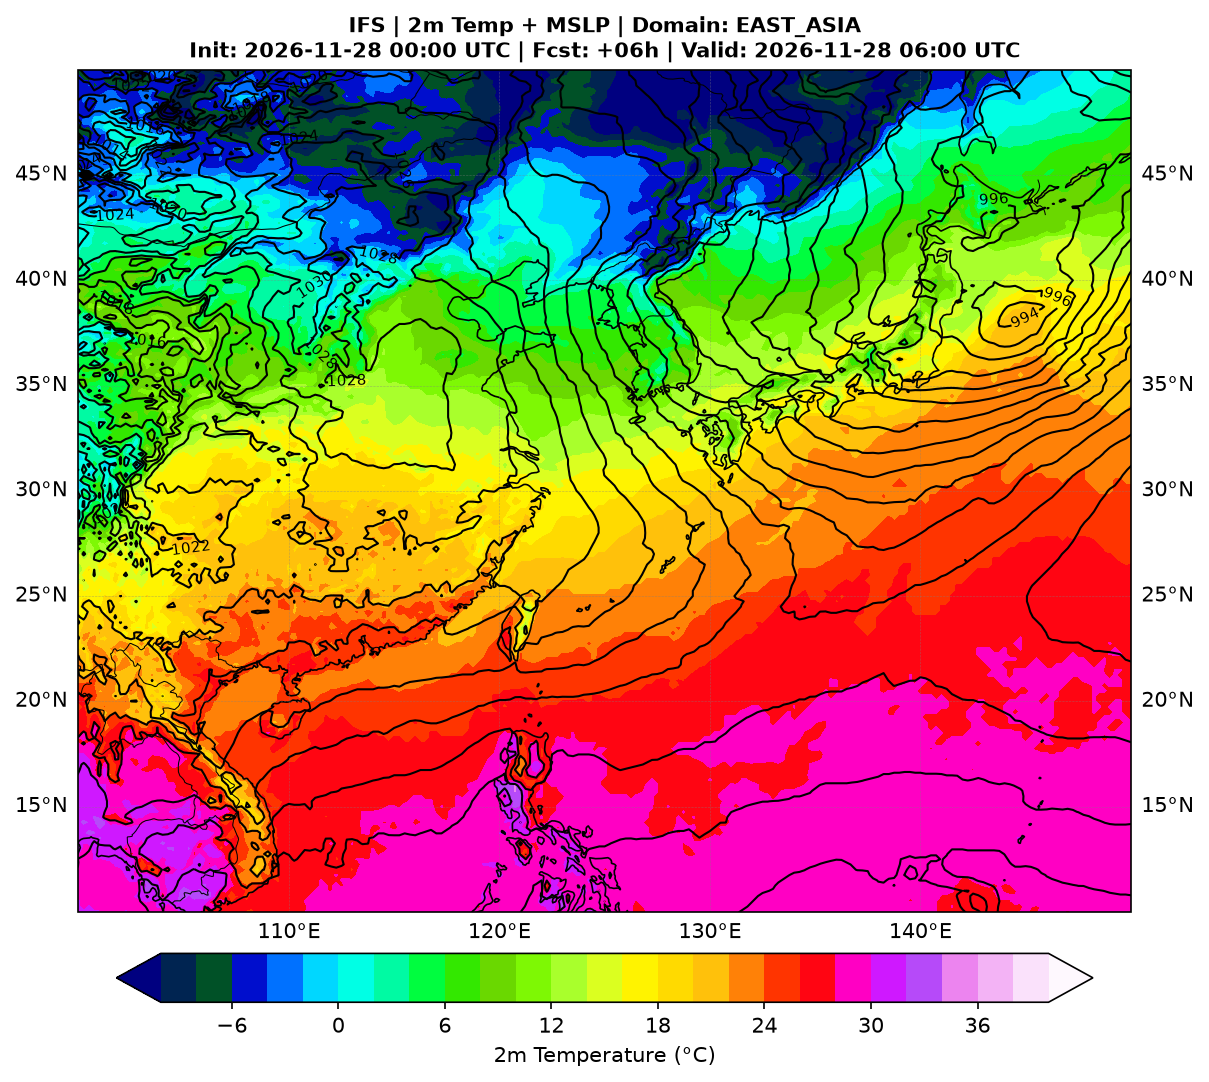 IFS | 2m Temp + MSLP | Domain: EAST_ASIA
Init: 2026-11-28 00:00 UTC | Fcst: +06h | Valid: 2026-11-28 06:00 UTC
45°N
40°N
35°N
30°N
25°N
20°N
15°N
45°N
40°N
35°N
30°N
25°N
20°N
15°N
1024
1028
1030
1028
1022
996
996
994
110°E
120°E
130°E
140°E
−6
0
6
12
18
24
30
36
2m Temperature (°C)